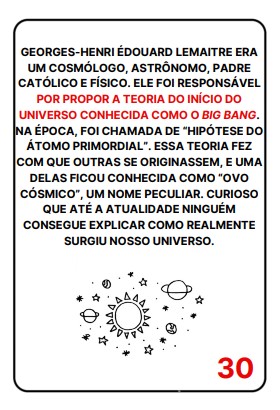 GEORGES-HENRI ÉDOUARD LEMAITRE ERA
UM COSMÓLOGO, ASTRÔNOMO, PADRE
CATÓLICO E FÍSICO. ELE FOI RESPONSÁVEL
POR PROPOR A TEORIA DO INÍCIO DO
UNIVERSO CONHECIDA COMO O BIG BANG.
NA ÉPOCA, FOI CHAMADA DE “HIPÓTESE DO
ÁTOMO PRIMORDIAL”. ESSA TEORIA FEZ
COM QUE OUTRAS SE ORIGINASSEM, E UMA
DELAS FICOU CONHECIDA COMO “OVO
CÓSMICO”, UM NOME PECULIAR. CURIOSO
QUE ATÉ A ATUALIDADE NINGUÉM
CONSEGUE EXPLICAR COMO REALMENTE
SURGIU NOSSO UNIVERSO.
30